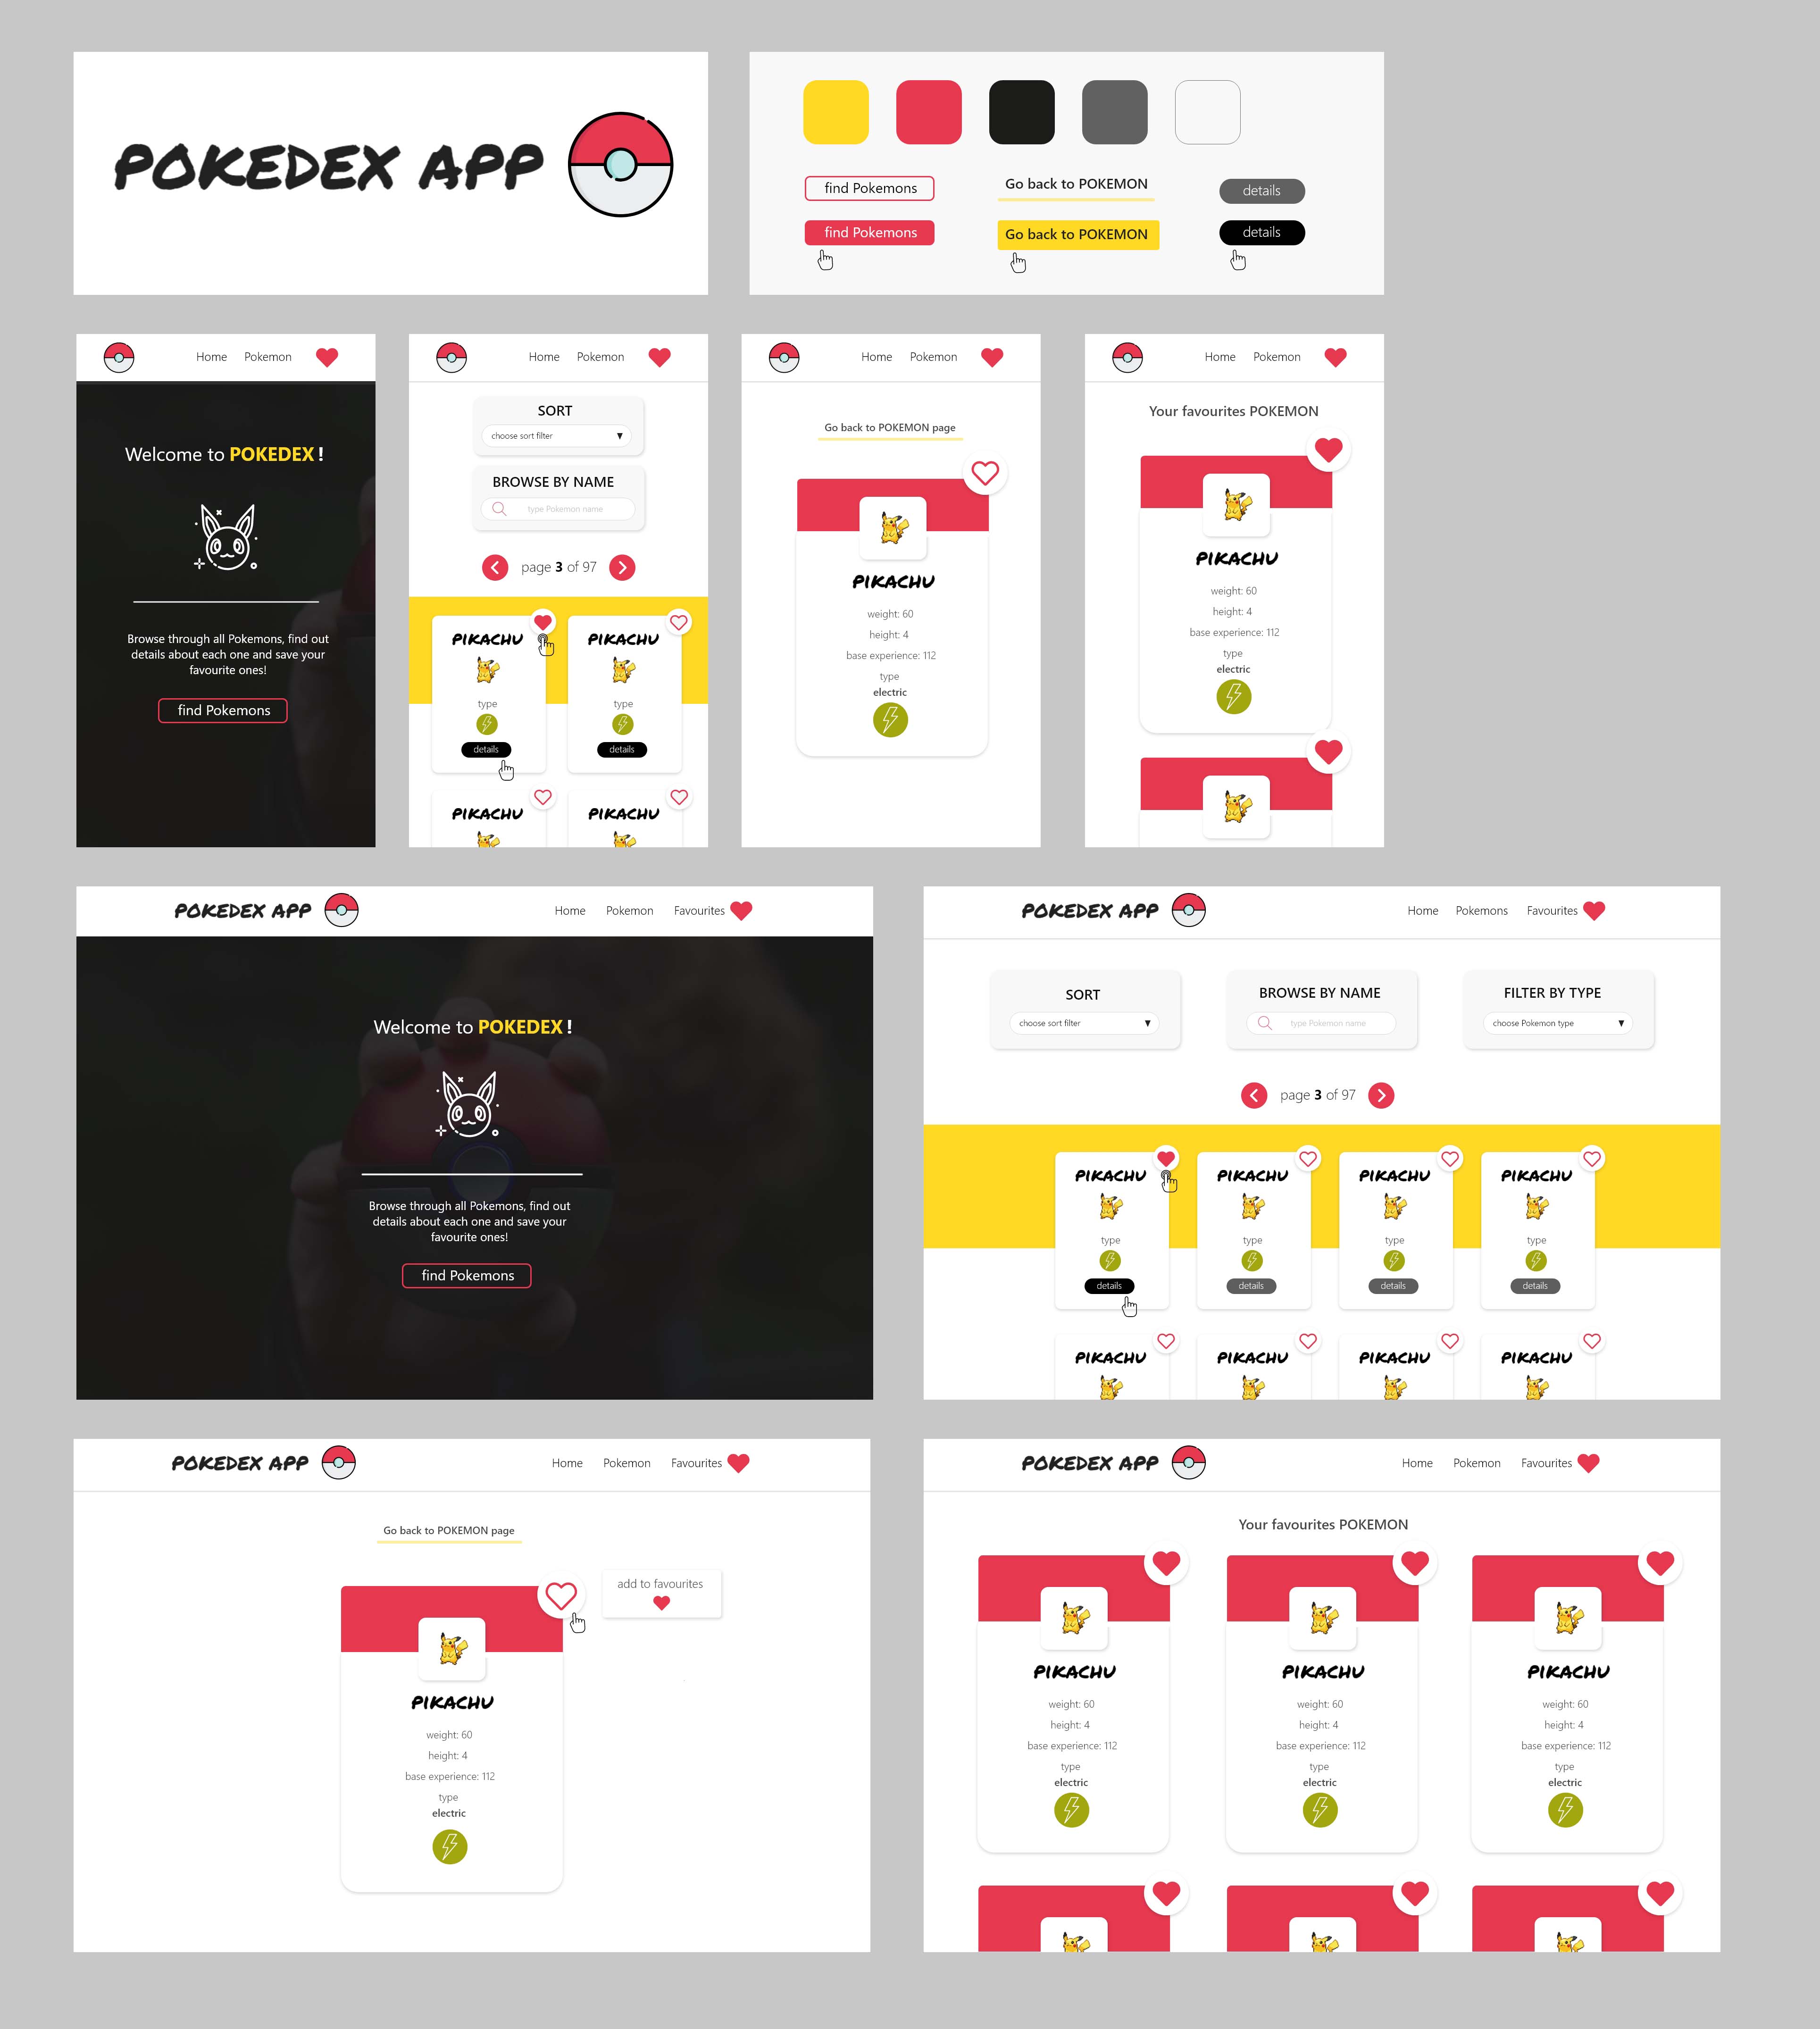 POKEDEX APP
find Pokemons
Go back to POKEMON
details
find Pokemons
Go back to POKEMON
details
Home Pokemon
Welcome to POKEDEX !
Browse through all Pokemons, find out
details about each one and save your
favourite ones!
find Pokemons
Home Pokemon
SORT
choose sort filter
BROWSE BY NAME
type Pokemon name
page 3 of 97
PIKACHU PIKACHU
type type
details details
PIKACHU PIKACHU
Home Pokemon
Go back to POKEMON page
PIKACHU
weight: 60
height: 4
base experience: 112
type
electric
Home Pokemon
Your favourites POKEMON
PIKACHU
weight: 60
height: 4
base experience: 112
type
electric
POKEDEX APP Home Pokemon Favourites
Welcome to POKEDEX !
Browse through all Pokemons, find out
details about each one and save your
favourite ones!
find Pokemons
POKEDEX APP Home Pokemons Favourites
SORT BROWSE BY NAME FILTER BY TYPE
choose sort filter type Pokemon name choose Pokemon type
page 3 of 97
PIKACHU PIKACHU PIKACHU PIKACHU
type type type type
details details details details
PIKACHU PIKACHU PIKACHU PIKACHU
POKEDEX APP Home Pokemon Favourites
Go back to POKEMON page
add to favourites
PIKACHU
weight: 60
height: 4
base experience: 112
type
electric
POKEDEX APP Home Pokemon Favourites
Your favourites POKEMON
PIKACHU PIKACHU PIKACHU
weight: 60 weight: 60 weight: 60
height: 4 height: 4 height: 4
base experience: 112 base experience: 112 base experience: 112
type type type
electric electric electric